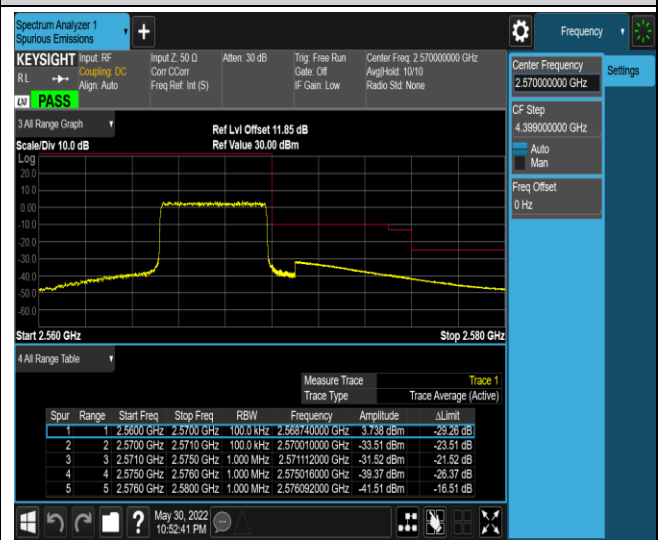 Spectrum Analyzer 1
Spurious Emissions
Frequency
KEYSIGHT
RL
Input: RF
Coupling: DC
Align: Auto
Input Z: 50 Ω
Corr CCorr
Freq Ref: Int (S)
Atten: 30 dB
Trig: Free Run
Gate: Off
IF Gain: Low
Center Freq: 2.570000000 GHz
Avg|Hold: 10/10
Radio Std: None
LW PASS
Center Frequency
2.570000000 GHz
Settings
CF Step
4.399000000 GHz
Auto
Man
Freq Offset
0 Hz
3 All Range Graph
Scale/Div 10.0 dB
Ref Lvl Offset 11.85 dB
Ref Value 30.00 dBm
Log
20.0
10.0
0.00
-10.0
-20.0
-30.0
-40.0
-50.0
-60.0
Start 2.560 GHz
Stop 2.580 GHz
4 All Range Table
Measure Trace Trace 1
Trace Type Trace Average (Active)
Spur Range Start Freq Stop Freq RBW Frequency Amplitude ΔLimit
1 1 2.5600 GHz 2.5700 GHz 100.0 kHz 2.568740000 GHz 3.738 dBm -29.26 dB
2 2 2.5700 GHz 2.5710 GHz 100.0 kHz 2.570010000 GHz -33.51 dBm -23.51 dB
3 3 2.5710 GHz 2.5750 GHz 1.000 MHz 2.571112000 GHz -31.52 dBm -21.52 dB
4 4 2.5750 GHz 2.5760 GHz 1.000 MHz 2.575016000 GHz -39.37 dBm -26.37 dB
5 5 2.5760 GHz 2.5800 GHz 1.000 MHz 2.576092000 GHz -41.51 dBm -16.51 dB
May 30, 2022
10:52:41 PM